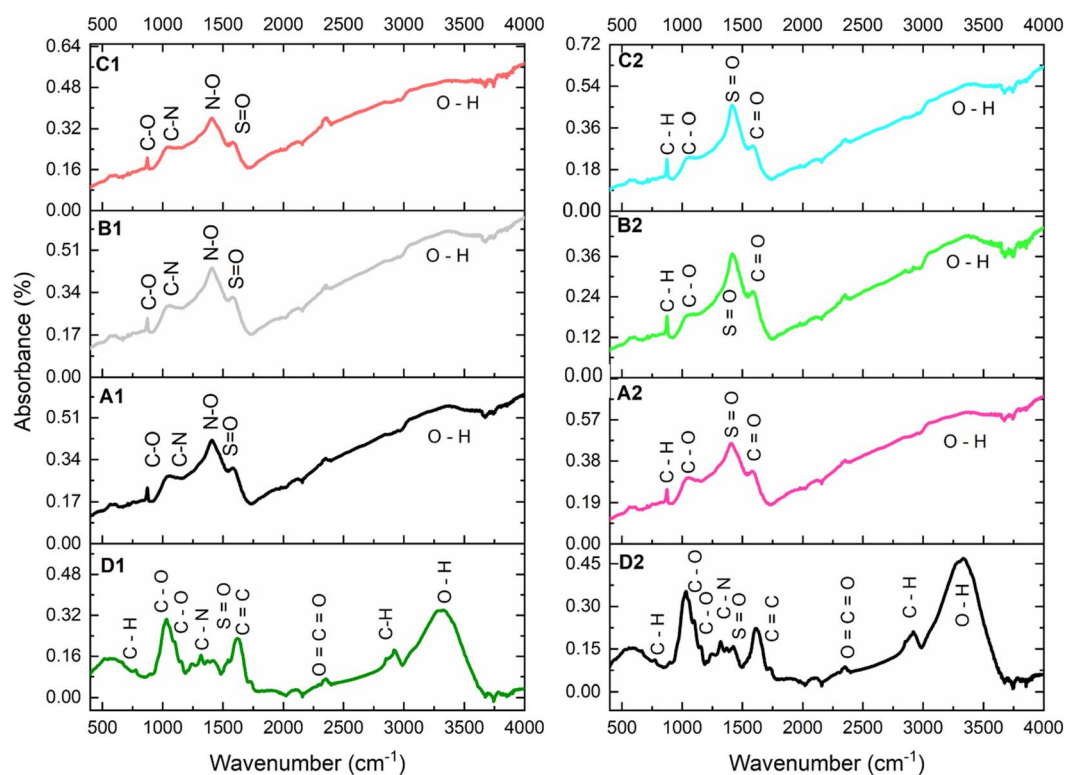 500 1000 1500 2000 2500 3000 3500 4000
500 1000 1500 2000 2500 3000 3500 4000
Absorbance (%)
C1
0.64
0.48
0.32
0.16
0.00
C-O
C-N
N-O
S=O
O - H
C2
0.72
0.54
0.36
0.18
0.00
C - H
C - O
S = O
C = O
O - H
B1
0.51
0.34
0.17
0.00
C-O
C-N
N-O
S=O
O - H
B2
0.36
0.24
0.12
0.00
C - H
C - O
S = O
C = O
O - H
A1
0.51
0.34
0.17
0.00
C-O
C-N
N-O
S=O
O - H
A2
0.57
0.38
0.19
0.00
C - H
C - O
S = O
C = O
O - H
D1
0.48
0.32
0.16
0.00
C - H
C - O
C - O
C - N
S = O
C = C
O = C = O
C-H
O - H
D2
0.45
0.30
0.15
0.00
C - H
C - O
C - O
C - N
S = O
C = C
O = C = O
C - H
O - H
500 1000 1500 2000 2500 3000 3500 4000
500 1000 1500 2000 2500 3000 3500 4000
Wavenumber (cm⁻¹)
Wavenumber (cm⁻¹)